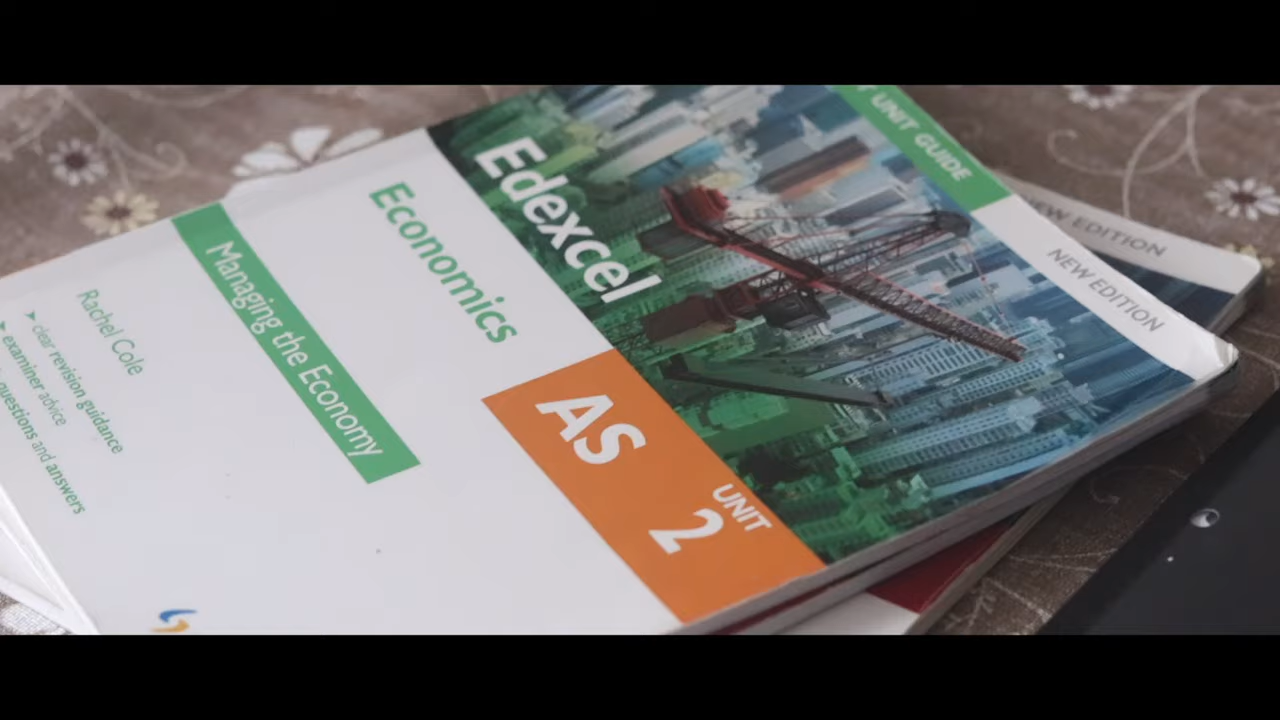 UNIT GUIDE
NEW EDITION
NEW EDITION
Edexcel
Economics
AS
UNIT
2
Managing the Economy
Rachel Cole
clear revision guidance
examiner advice
questions and answers